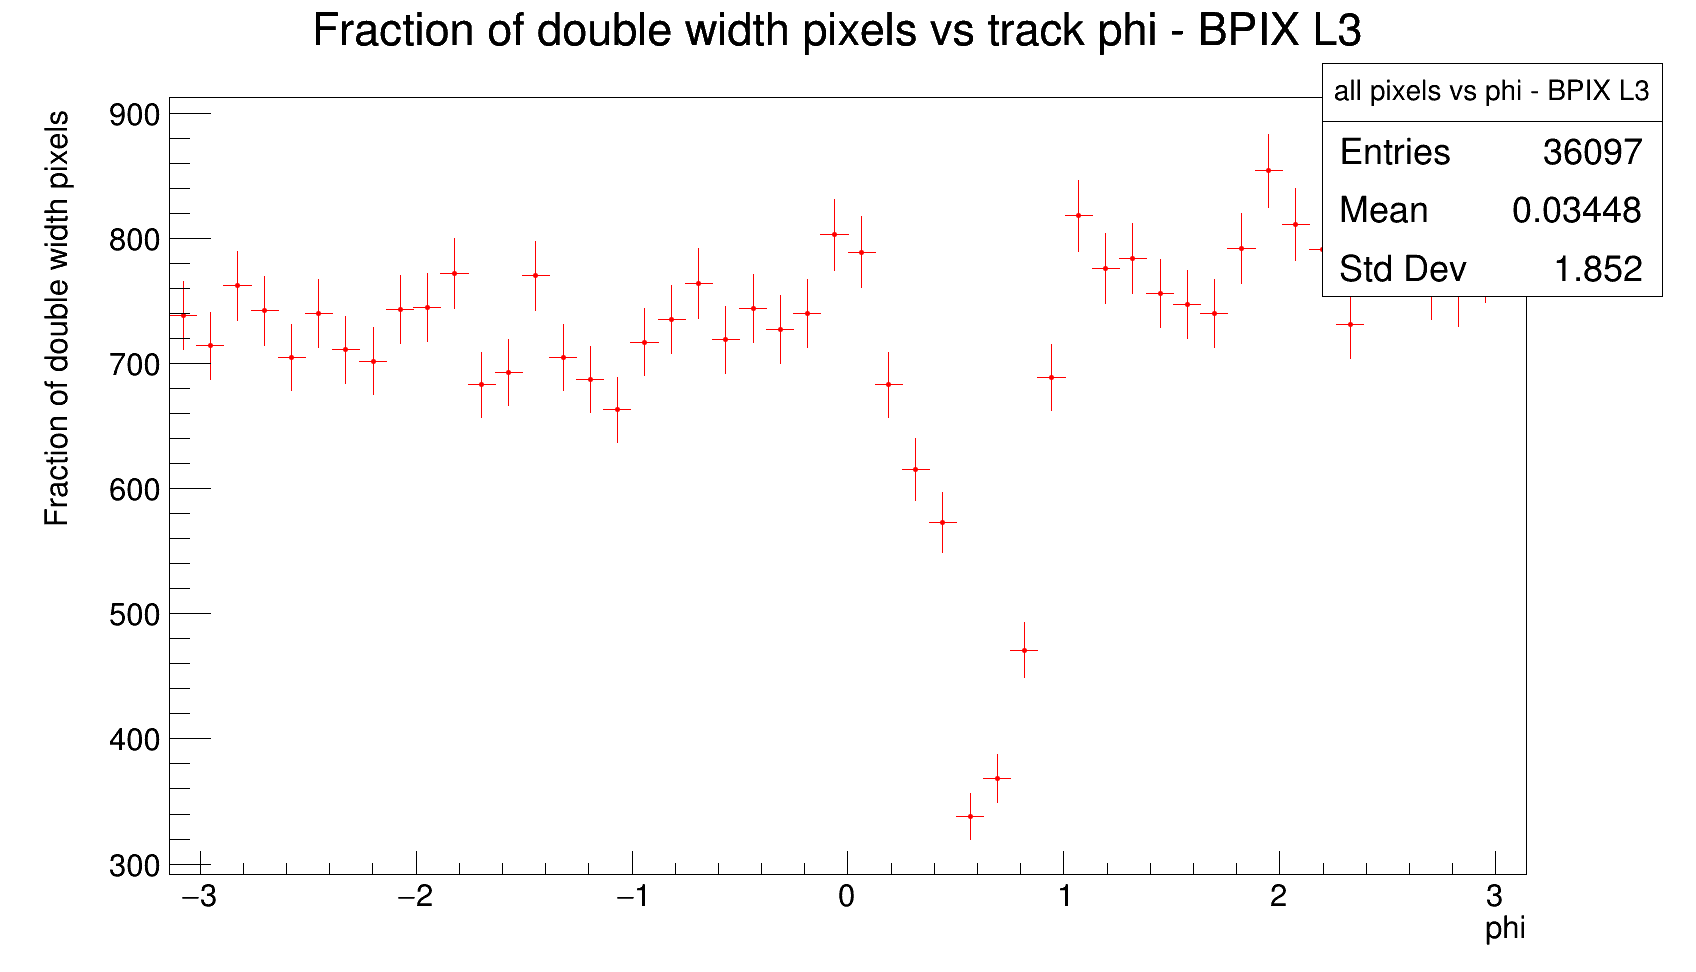 Fraction of double width pixels vs track phi - BPIX L3
all pixels vs phi - BPIX L3
Entries 36097
Mean 0.03448
Std Dev 1.852
Fraction of double width pixels
900
800
700
600
500
400
300
−3 −2 −1 0 1 2 3
phi